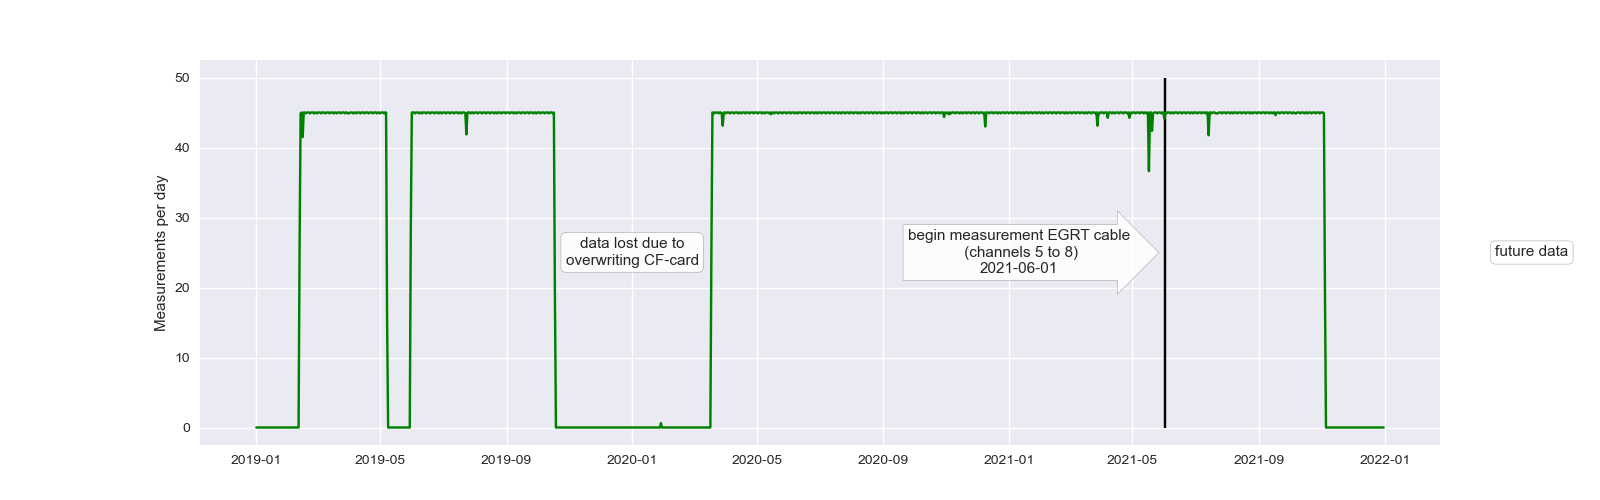 50
40
30
20
10
0
Measurements per day
data lost due to
overwriting CF-card
begin measurement EGRT cable
(channels 5 to 8)
2021-06-01
future data
2019-01
2019-05
2019-09
2020-01
2020-05
2020-09
2021-01
2021-05
2021-09
2022-01